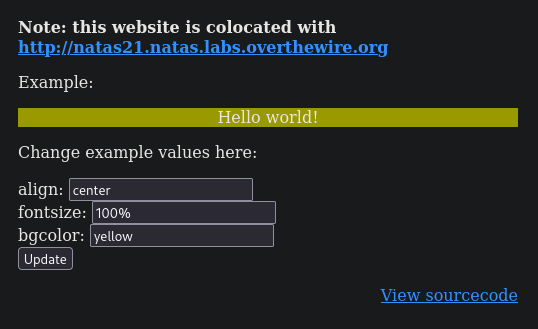 Note: this website is colocated with
http://natas21.natas.labs.overthewire.org
Example:
Hello world!
Change example values here:
align: center
fontsize: 100%
bgcolor: yellow
Update
View sourcecode